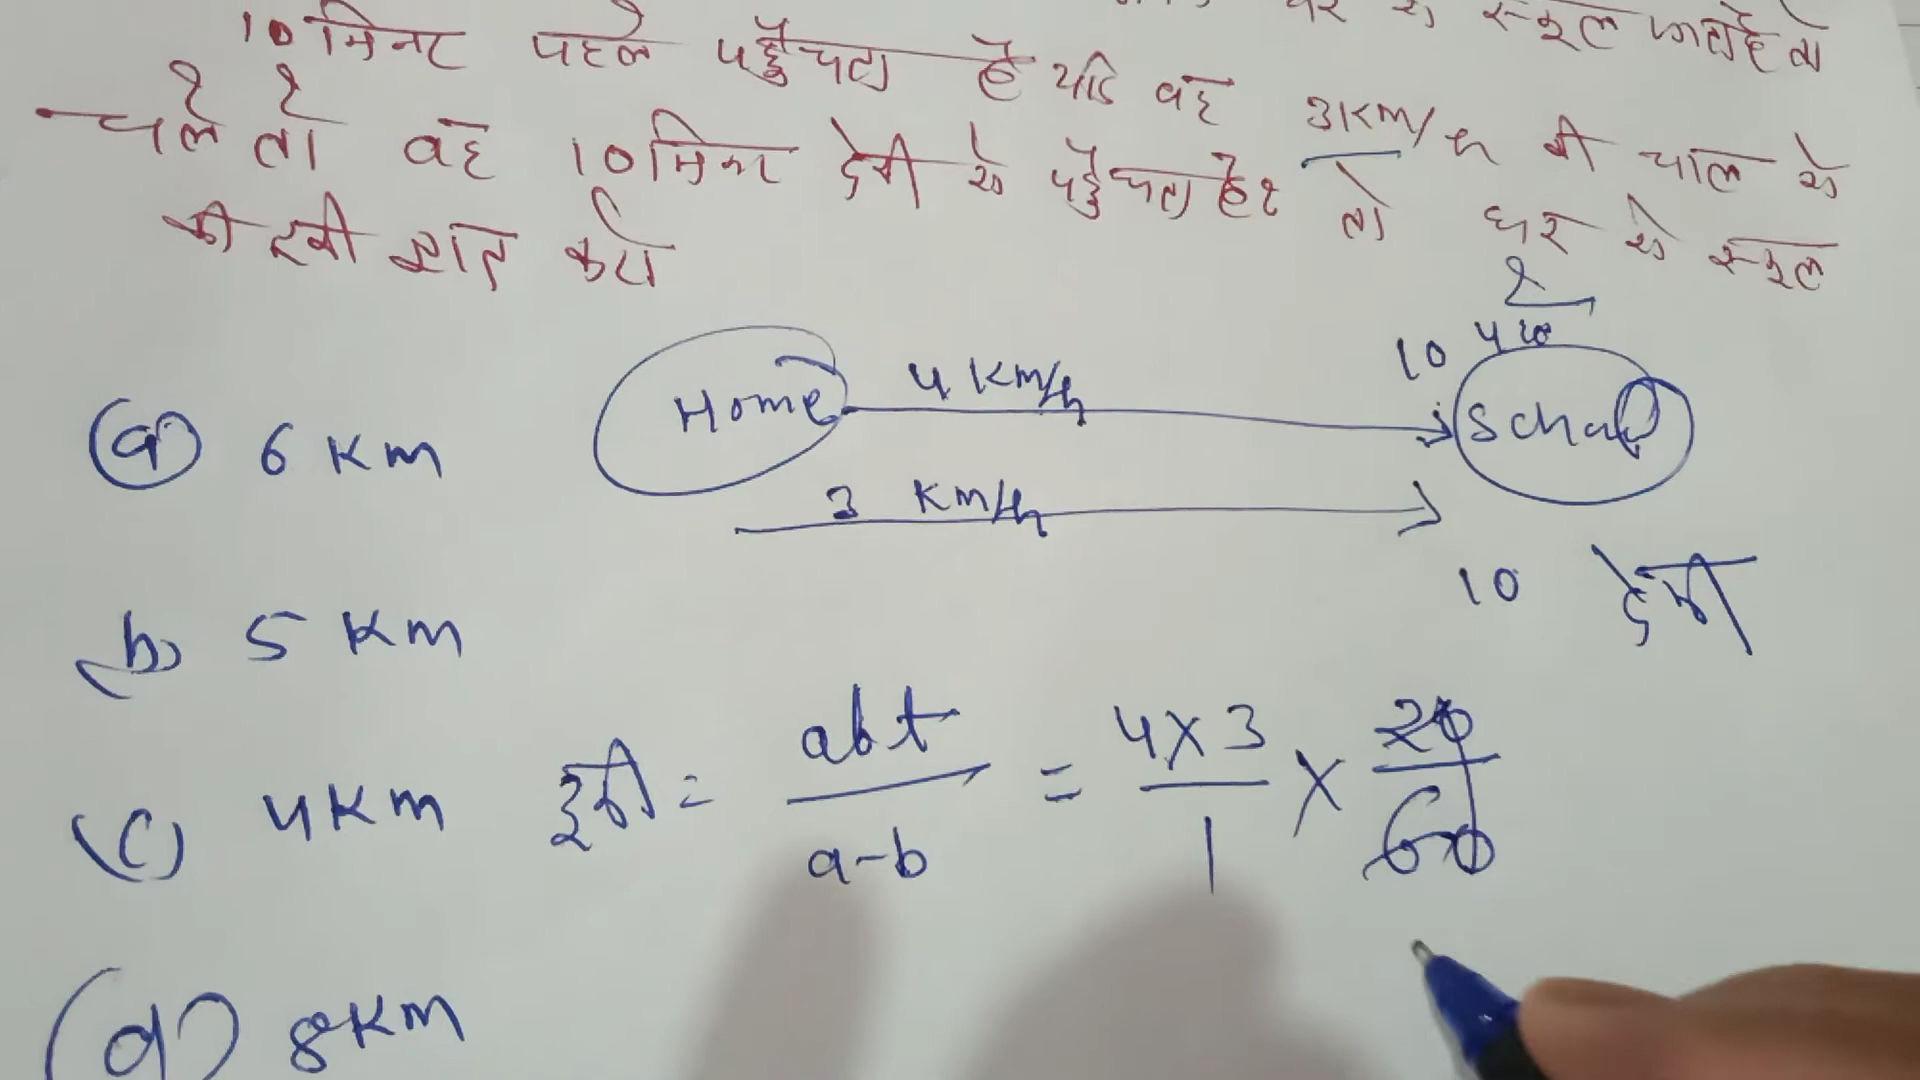 घर से स्कूल जाता है तो
10 मिनट पहले पहुँचता है यदि वह 3 KM/h की चाल से
चले तो वह 10 मिनट देरी से पहुँचता है? तो घर से स्कूल
की दूरी ज्ञात करो
10 पहले
Home 4 KM/h School
3 KM/h
10 देरी
(a) 6 KM
(b) 5 KM
(c) 4 KM
दूरी = abt / a-b = 4×3 / 1 × 20 / 60
(d) 8 KM